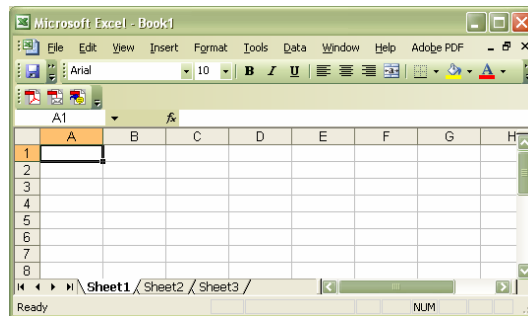 Microsoft Excel - Book1
File Edit View Insert Format Tools Data Window Help Adobe PDF
Arial 10 B I U A
A1 fx
A B C D E F G H
1
2
3
4
5
6
7
8
Sheet1 Sheet2 Sheet3
Ready NUM